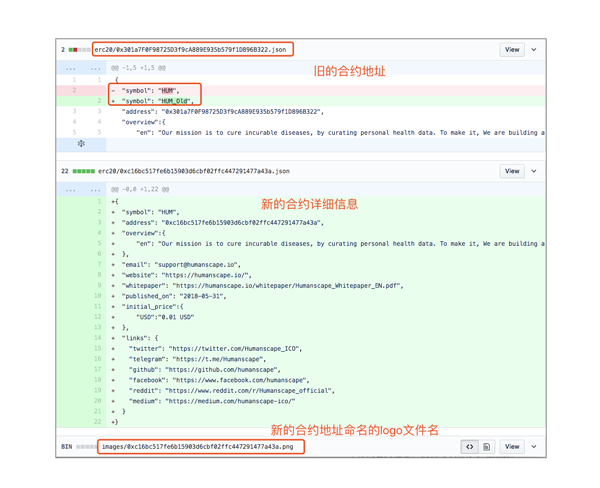 2 erc20/0x301a7F0F98725D3f9cA889E935b579f1D896B322.json View
... ... @@ -1,5 +1,5 @@
旧的合约地址
1 1 {
2 - "symbol": "HUM",
2 + "symbol": "HUM_Old",
3 3 "address": "0x301a7F0F98725D3f9cA889E935b579f1D896B322",
4 4 "overview":{
5 5 "en": "Our mission is to cure incurable diseases, by curating personal health data. To make it, We are building a
22 erc20/0xc16bc517fe6b15903d6cbf02ffc447291477a43a.json View
... ... @@ -0,0 +1,22 @@
新的合约详细信息
1 +{
2 + "symbol": "HUM",
3 + "address": "0xc16bc517fe6b15903d6cbf02ffc447291477a43a",
4 + "overview":{
5 + "en": "Our mission is to cure incurable diseases, by curating personal health data. To make it, We are building a
6 + },
7 + "email": "support@humanscape.io",
8 + "website": "https://humanscape.io/",
9 + "whitepaper": "https://humanscape.io/whitepaper/Humanscape_Whitepaper_EN.pdf",
10 + "published_on": "2018-05-31",
11 + "initial_price":{
12 + "USD":"0.01 USD"
13 + },
14 + "links": {
15 + "twitter": "https://twitter.com/Humanscape_ICO",
16 + "telegram": "https://t.me/Humanscape",
17 + "github": "https://github.com/humanscape",
18 + "facebook": "https://www.facebook.com/humanscape",
19 + "reddit": "https://www.reddit.com/r/Humanscape_official",
20 + "medium": "https://medium.com/humanscape-ico/"
21 + }
22 +}
新的合约地址命名的logo文件名
BIN images/0xc16bc517fe6b15903d6cbf02ffc447291477a43a.png View